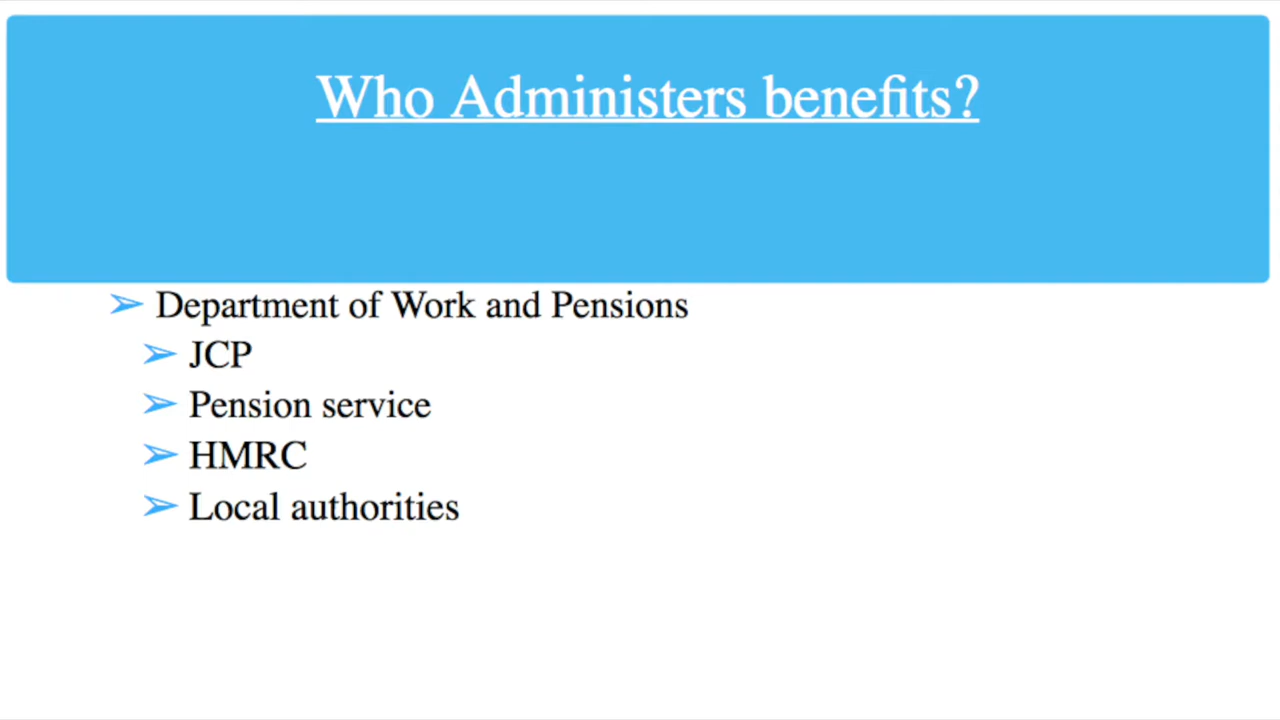 Who Administers benefits?
➢ Department of Work and Pensions
➢ JCP
➢ Pension service
➢ HMRC
➢ Local authorities